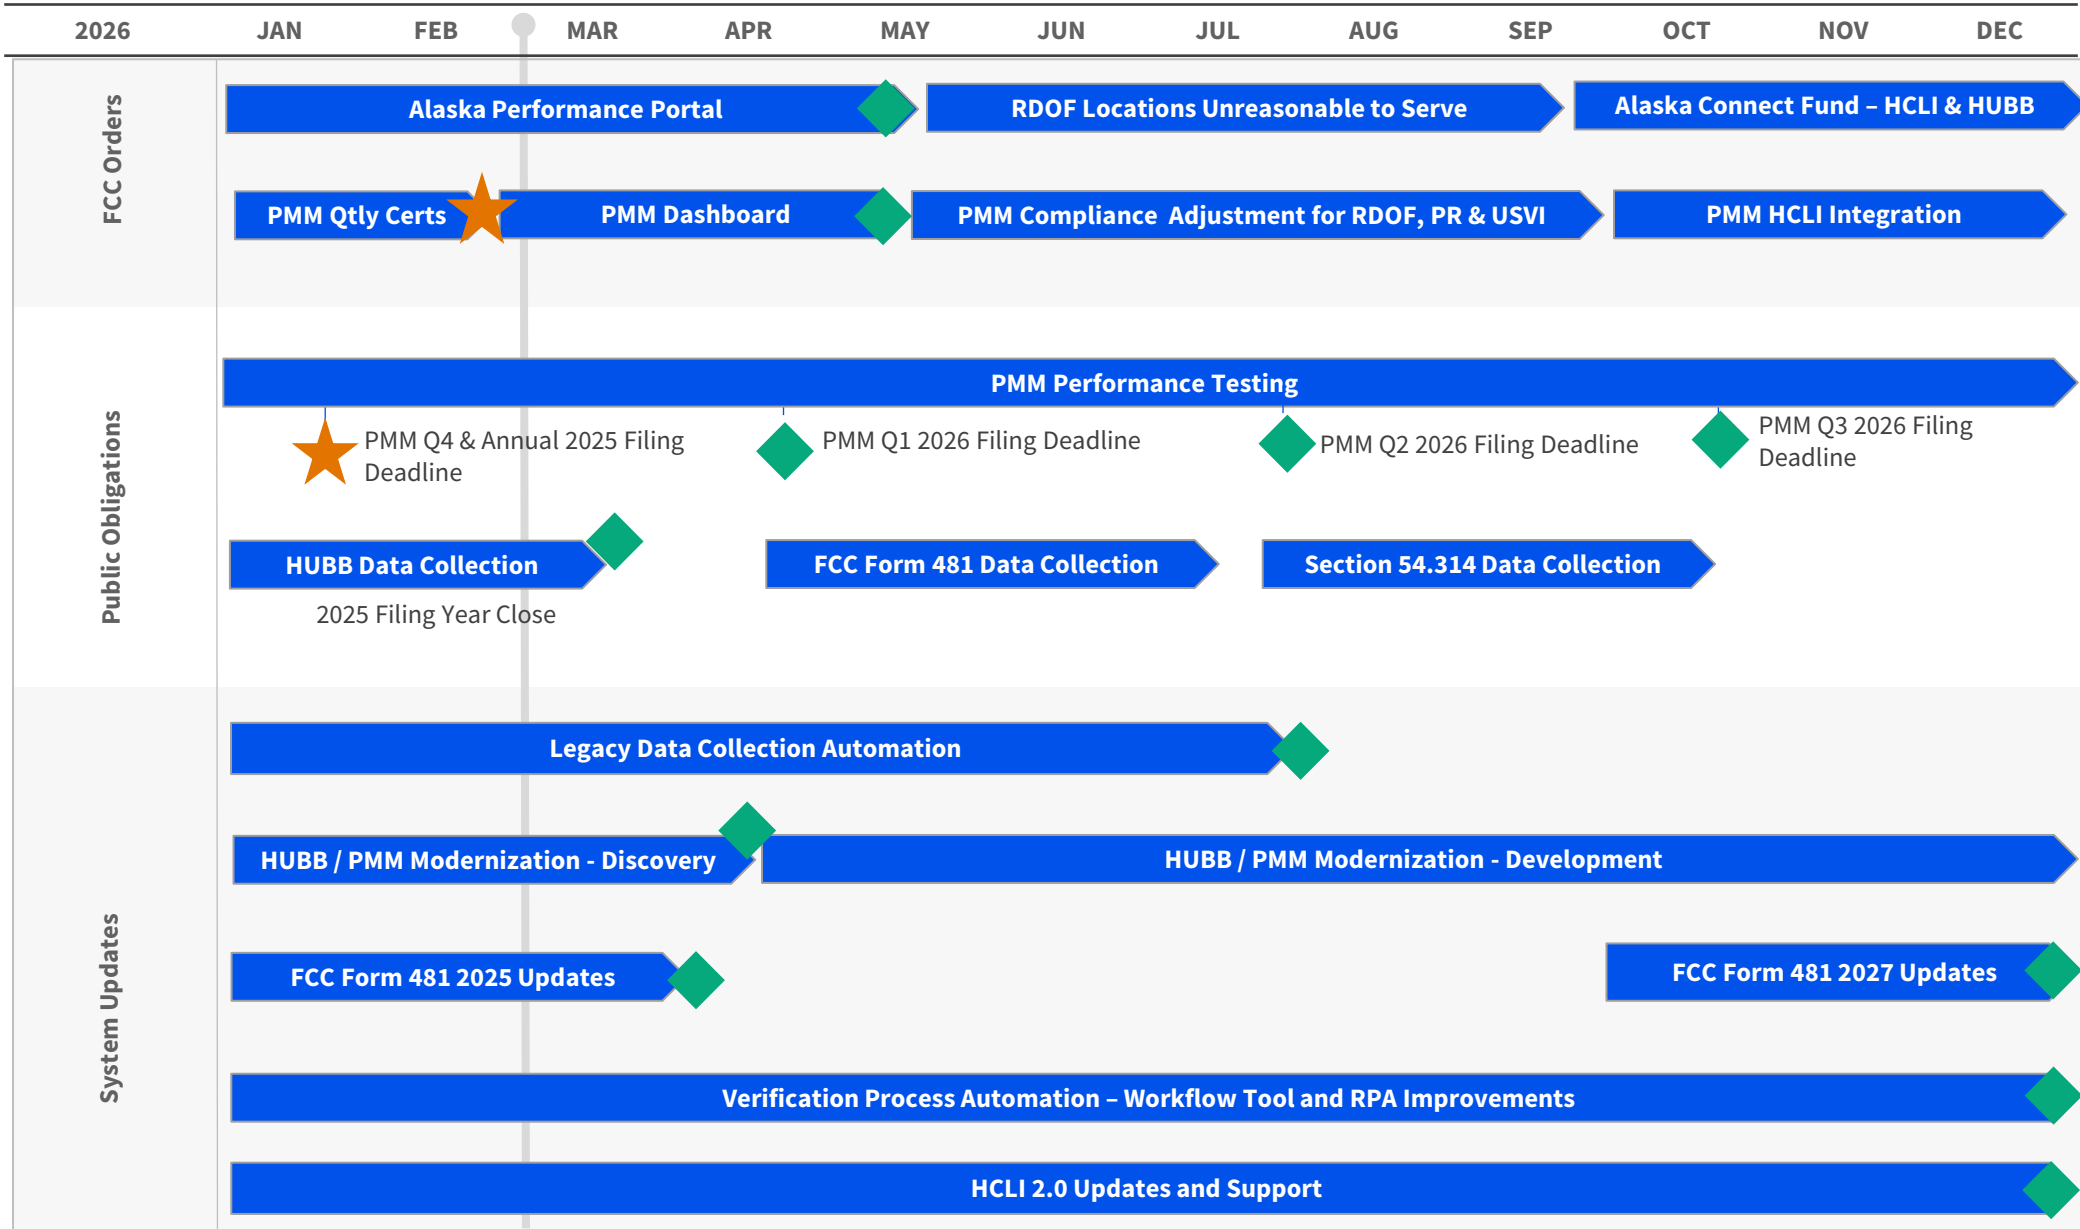 2026 JAN FEB MAR APR MAY JUN JUL AUG SEP OCT NOV DEC
FCC Orders
Alaska Performance Portal
RDOF Locations Unreasonable to Serve
Alaska Connect Fund – HCLI & HUBB
PMM Qtly Certs
PMM Dashboard
PMM Compliance  Adjustment for RDOF, PR & USVI
PMM HCLI Integration
Public Obligations
PMM Performance Testing
PMM Q4 & Annual 2025 Filing
Deadline
PMM Q1 2026 Filing Deadline
PMM Q2 2026 Filing Deadline
PMM Q3 2026 Filing
Deadline
HUBB Data Collection
FCC Form 481 Data Collection
Section 54.314 Data Collection
2025 Filing Year Close
System Updates
Legacy Data Collection Automation
HUBB / PMM Modernization - Discovery
HUBB / PMM Modernization - Development
FCC Form 481 2025 Updates
FCC Form 481 2027 Updates
Verification Process Automation – Workflow Tool and RPA Improvements
HCLI 2.0 Updates and Support